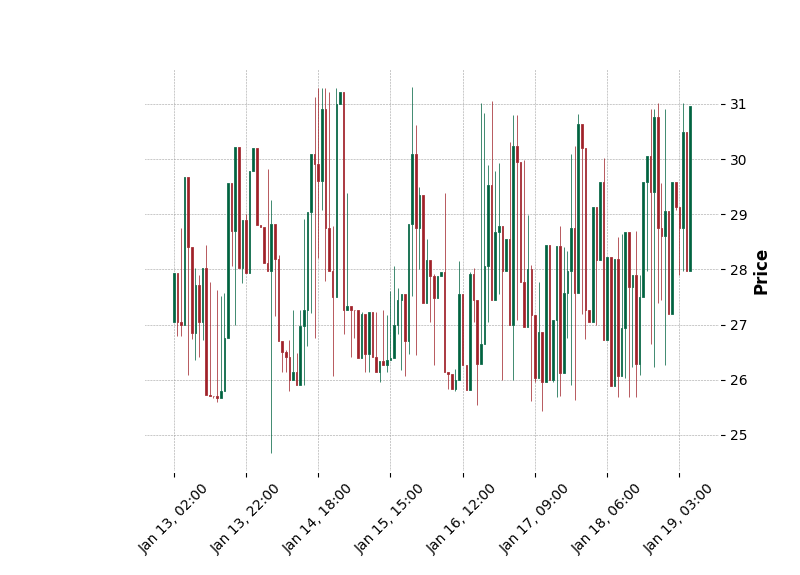 31
30
29
28
27
26
25
Price
Jan 13, 02:00
Jan 13, 22:00
Jan 14, 18:00
Jan 15, 15:00
Jan 16, 12:00
Jan 17, 09:00
Jan 18, 06:00
Jan 19, 03:00